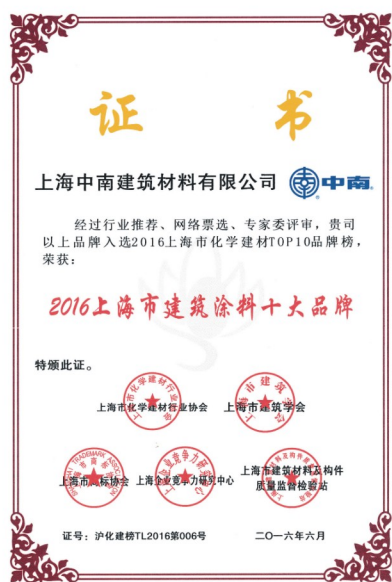 证 书
上海中南建筑材料有限公司 中南
经过行业推荐、网络票选、专家委评审，贵司
以上品牌入选2016上海市化学建材TOP10品牌榜，
荣获：
2016上海市建筑涂料十大品牌
特颁此证。
上海市化学建材行业协会 上海市建筑学会
上海市商标协会 上海企业竞争力研究中心 上海市建筑材料及构件
质量监督检验站
证号：沪化建榜TL2016第006号 二〇一六年六月